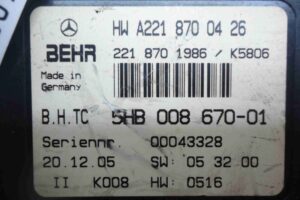 HW A221 870 04 26
BEHR
221 870 1986 / K5806
Made in
Germany
B.H.TC 5HB 008 670-01
Seriennr. 00043328
20.12.05 SW: 05 32 00
II K008 HW: 0516